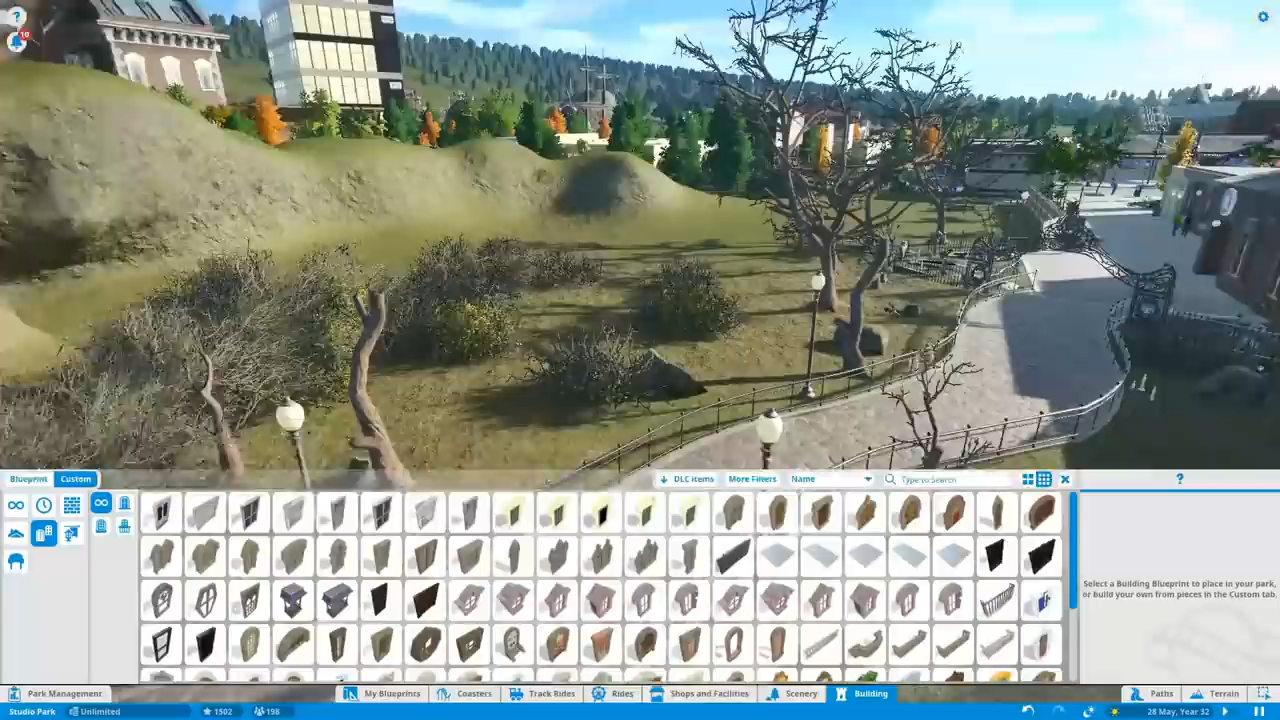 10
Blueprint
Custom
DLC Items
More Filters
Name
Type to Search
Select a Building Blueprint to place in your park,
or build your own from pieces in the Custom tab.
Park Management
My Blueprints
Coasters
Track Rides
Rides
Shops and Facilities
Scenery
Building
Paths
Terrain
Studio Park
Unlimited
1502
198
28 May, Year 32